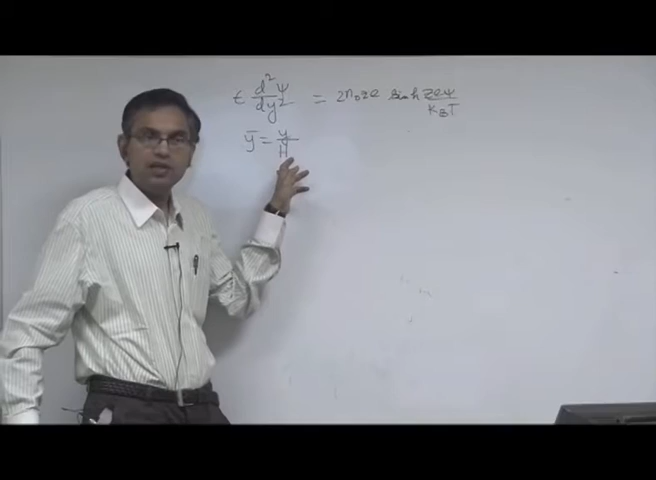 ε d²ψ/dy² = 2n₀ze sinh zeψ/k_BT
ȳ = y/H